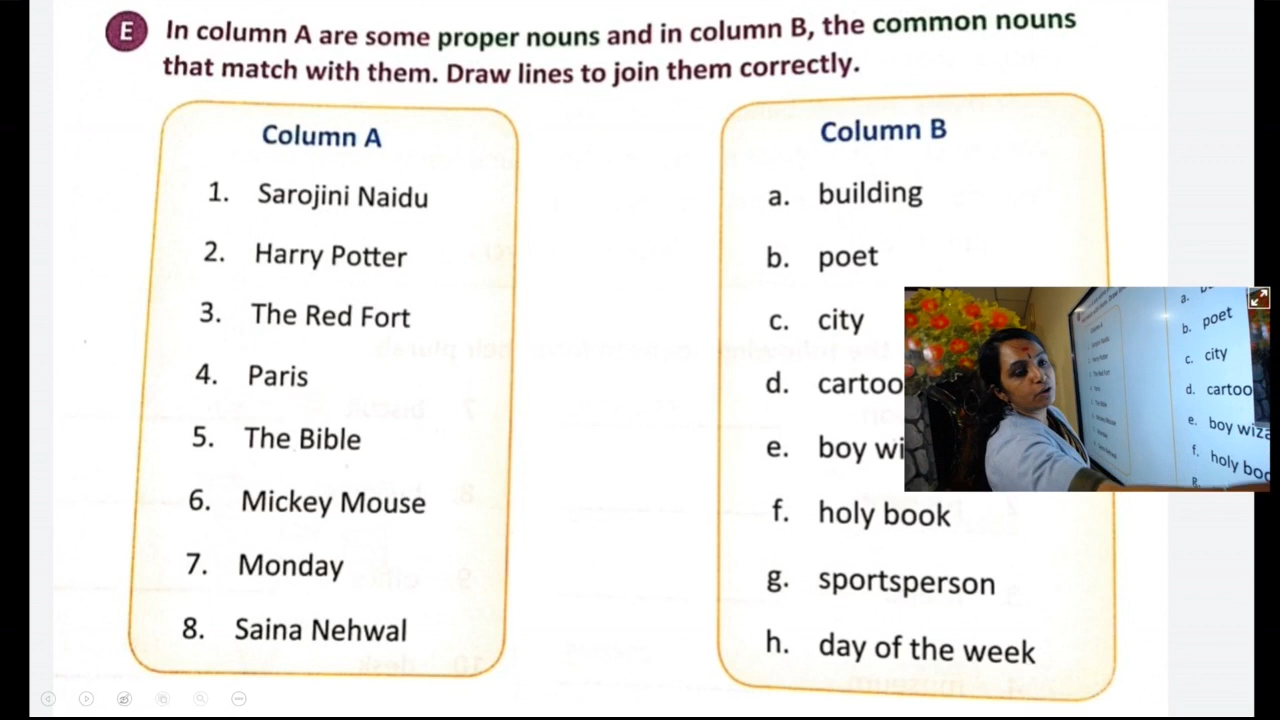 E In column A are some proper nouns and in column B, the common nouns
that match with them. Draw lines to join them correctly.
Column A
1. Sarojini Naidu
2. Harry Potter
3. The Red Fort
4. Paris
5. The Bible
6. Mickey Mouse
7. Monday
8. Saina Nehwal
Column B
a. building
b. poet
c. city
d. cartoo
e. boy wi
f. holy book
g. sportsperson
h. day of the week
a.
b. poet
c. city
d. cartoo
e. boy wiza
f. holy boo